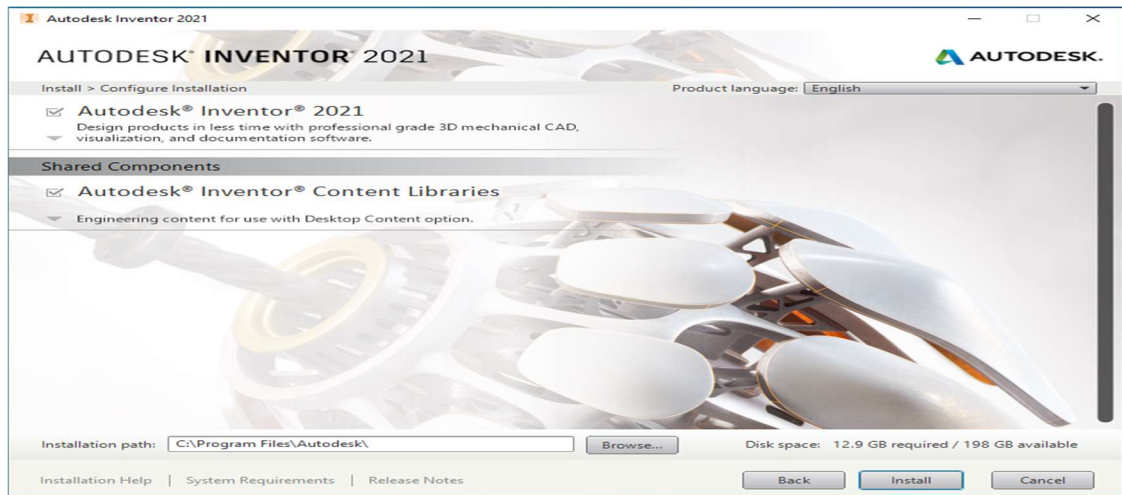 Autodesk Inventor 2021
AUTODESK® INVENTOR® 2021
AUTODESK.
Install > Configure Installation
Product language: English
Autodesk® Inventor® 2021
Design products in less time with professional grade 3D mechanical CAD,
visualization, and documentation software.
Shared Components
Autodesk® Inventor® Content Libraries
Engineering content for use with Desktop Content option.
Installation path: C:\Program Files\Autodesk\ Browse... Disk space: 12.9 GB required / 198 GB available
Installation Help | System Requirements | Release Notes Back Install Cancel